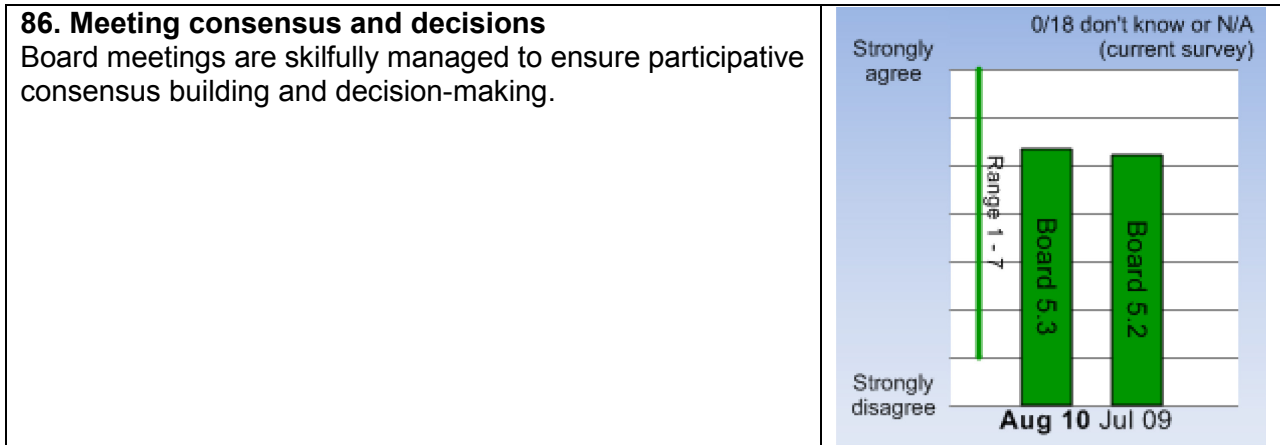 86. Meeting consensus and decisions
Board meetings are skilfully managed to ensure participative
consensus building and decision-making.
0/18 don't know or N/A
(current survey)
Strongly
agree
Range 1 - 7
Board 5.3
Board 5.2
Strongly
disagree
Aug 10 Jul 09